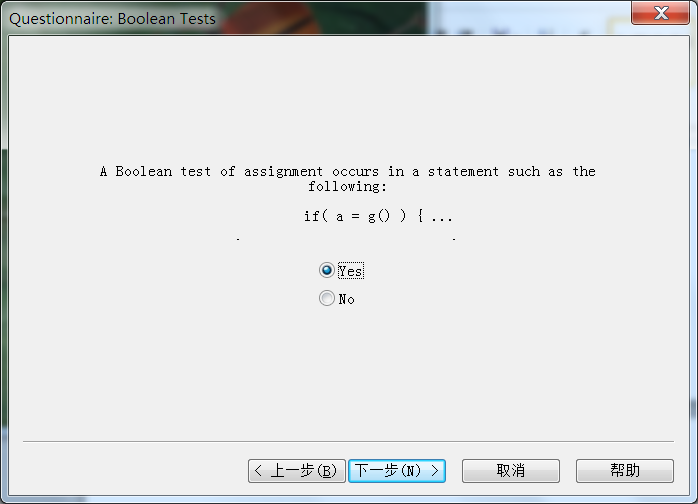 Questionnaire: Boolean Tests
A Boolean test of assignment occurs in a statement such as the
following:
if( a = g() ) { ...
Yes
No
< 上一步(B)
下一步(N) >
取消
帮助